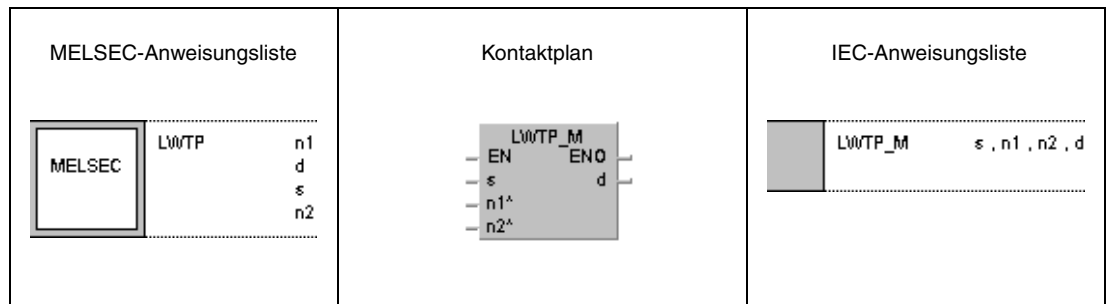 MELSEC-Anweisungsliste
MELSEC
LWTP n1
d
s
n2
Kontaktplan
LWTP_M
EN ENO
s d
n1^
n2^
IEC-Anweisungsliste
LWTP_M s , n1 , n2 , d